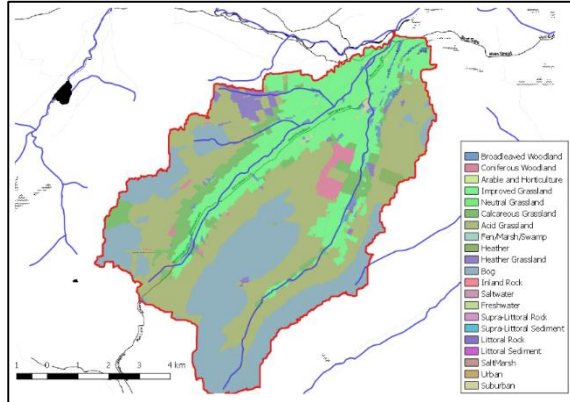 Broadleaved Woodland
Coniferous Woodland
Arable and Horticulture
Improved Grassland
Neutral Grassland
Calcareous Grassland
Acid Grassland
Fen/Marsh/Swamp
Heather
Heather Grassland
Bog
Inland Rock
Saltwater
Freshwater
Supra-Littoral Rock
Supra-Littoral Sediment
Littoral Rock
Littoral Sediment
SaltMarsh
Urban
Suburban
1 0 1 2 3 4 km